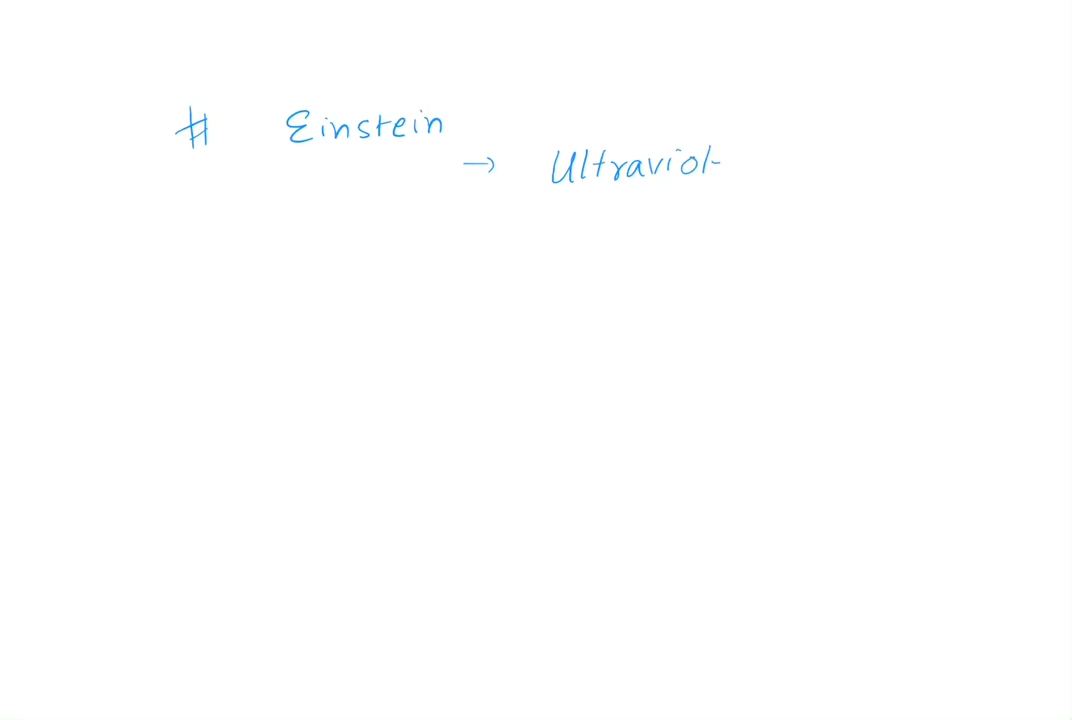 # Einstein
→ Ultraviol